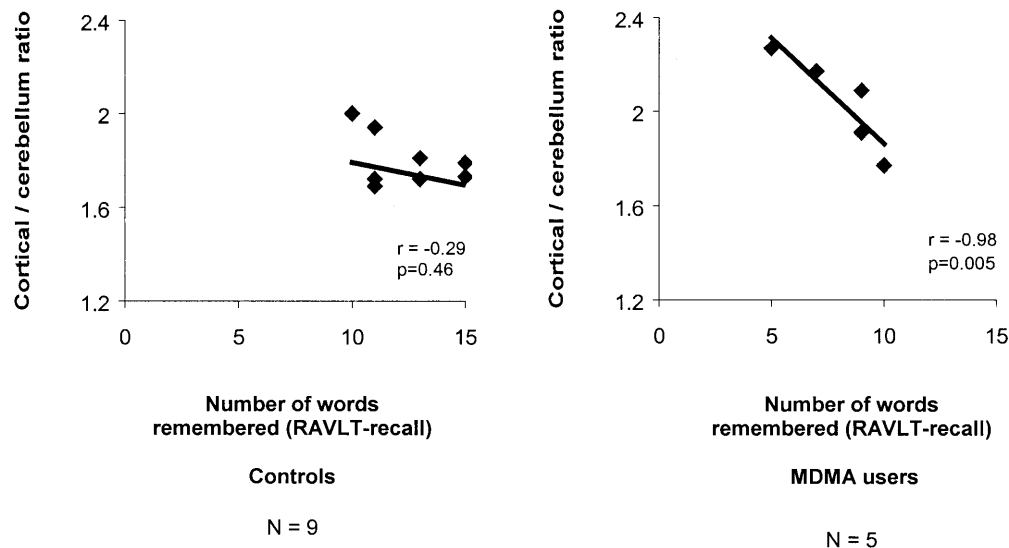 Cortical / cerebellum ratio
2.4
2
1.6
1.2
0
5
10
15
r = -0.29
p=0.46
Number of words
remembered (RAVLT-recall)
Controls
N = 9
Cortical / cerebellum ratio
2.4
2
1.6
1.2
0
5
10
15
r = -0.98
p=0.005
Number of words
remembered (RAVLT-recall)
MDMA users
N = 5